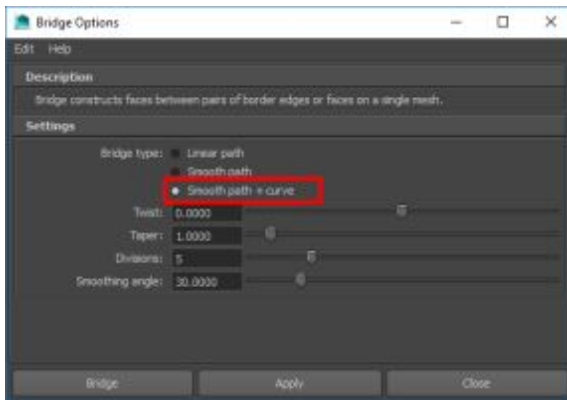 Bridge Options
Edit Help
Description
Bridge constructs faces between pairs of border edges or faces on a single mesh.
Settings
Bridge type: Linear path
Smooth path
Smooth path + curve
Twist: 0.0000
Taper: 1.0000
Divisions: 5
Smoothing angle: 30.0000
Bridge Apply Close